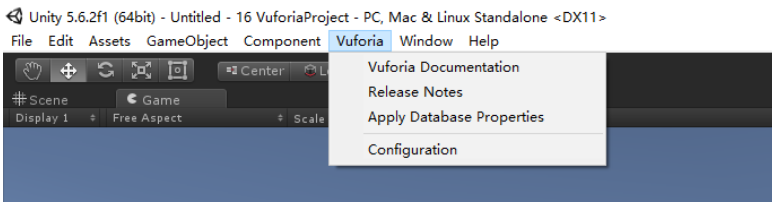 Unity 5.6.2f1 (64bit) - Untitled - 16 VuforiaProject - PC, Mac & Linux Standalone <DX11>
File Edit Assets GameObject Component Vuforia Window Help
Center
Vuforia Documentation
Release Notes
Apply Database Properties
Configuration
Scene Game
Display 1 Free Aspect Scale